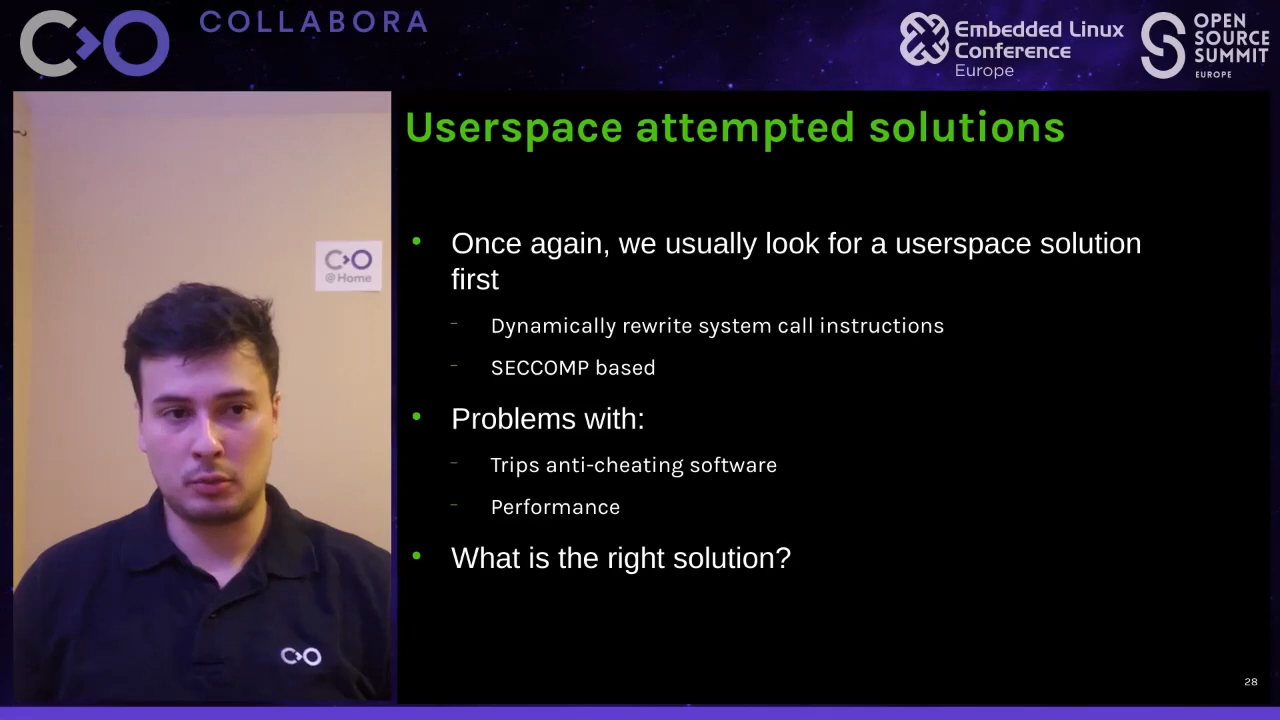 COLLABORA
Embedded Linux
Conference
Europe
OPEN
SOURCE
SUMMIT
EUROPE
@Home
Userspace attempted solutions
• Once again, we usually look for a userspace solution
first
– Dynamically rewrite system call instructions
– SECCOMP based
• Problems with:
– Trips anti-cheating software
– Performance
• What is the right solution?
28